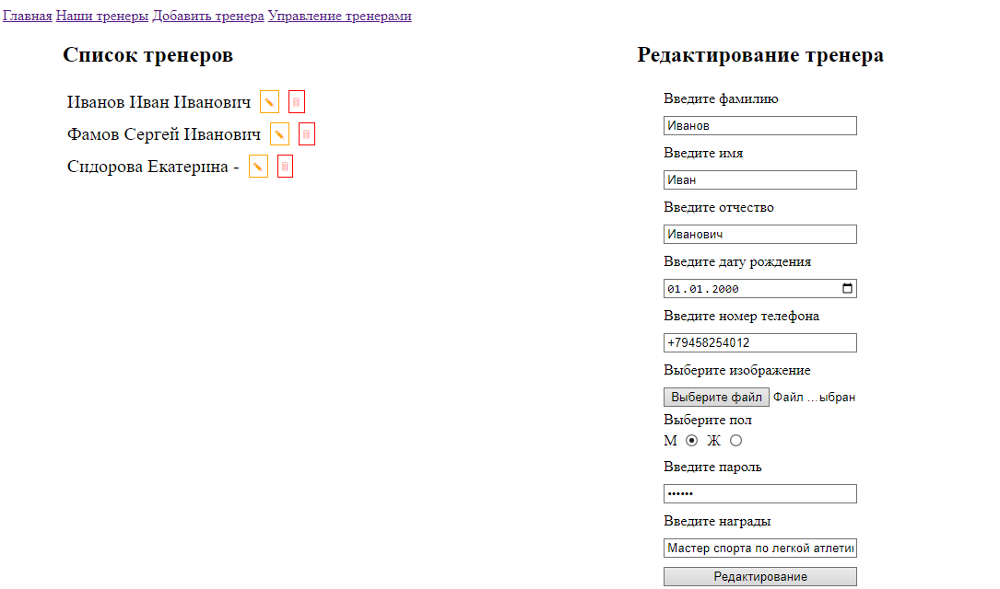 Главная Наши тренеры Добавить тренера Управление тренерами
Список тренеров
Иванов Иван Иванович
Фамов Сергей Иванович
Сидорова Екатерина -
Редактирование тренера
Введите фамилию
Иванов
Введите имя
Иван
Введите отчество
Иванович
Введите дату рождения
01.01.2000
Введите номер телефона
+79458254012
Выберите изображение
Выберите файл Файл ...ыбран
Выберите пол
М Ж
Введите пароль
••••••
Введите награды
Мастер спорта по легкой атлети
Редактирование